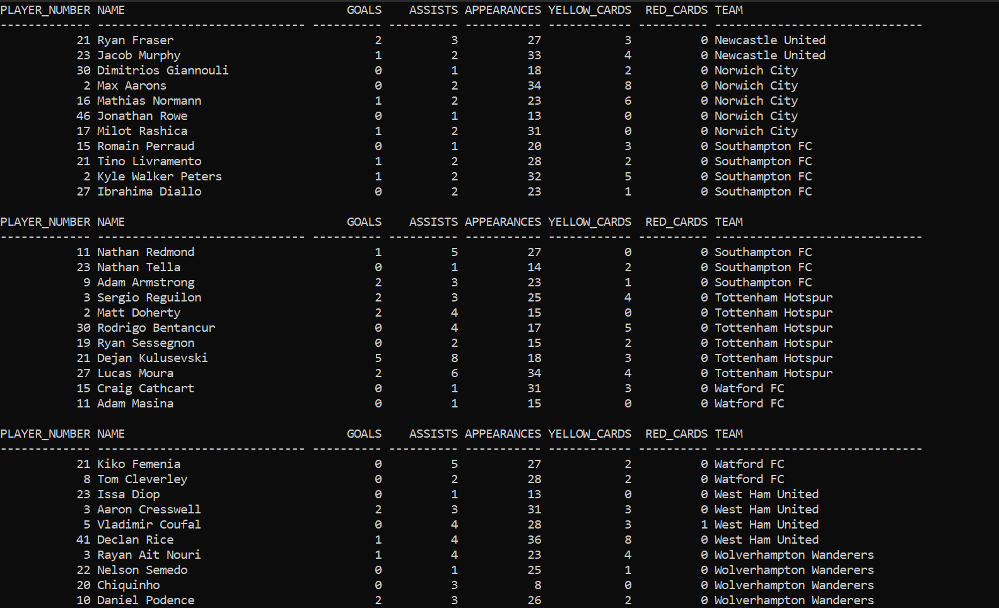 PLAYER_NUMBER NAME GOALS ASSISTS APPEARANCES YELLOW_CARDS RED_CARDS TEAM
------------- ------------------------------ ---------- ---------- ----------- ------------ ---------- ------------------------------
21 Ryan Fraser 2 3 27 3 0 Newcastle United
23 Jacob Murphy 1 2 33 4 0 Newcastle United
30 Dimitrios Giannouli 0 1 18 2 0 Norwich City
2 Max Aarons 0 2 34 8 0 Norwich City
16 Mathias Normann 1 2 23 6 0 Norwich City
46 Jonathan Rowe 0 1 13 0 0 Norwich City
17 Milot Rashica 1 2 31 0 0 Norwich City
15 Romain Perraud 0 1 20 3 0 Southampton FC
21 Tino Livramento 1 2 28 2 0 Southampton FC
2 Kyle Walker Peters 1 2 32 5 0 Southampton FC
27 Ibrahima Diallo 0 2 23 1 0 Southampton FC
PLAYER_NUMBER NAME GOALS ASSISTS APPEARANCES YELLOW_CARDS RED_CARDS TEAM
------------- ------------------------------ ---------- ---------- ----------- ------------ ---------- ------------------------------
11 Nathan Redmond 1 5 27 0 0 Southampton FC
23 Nathan Tella 0 1 14 2 0 Southampton FC
9 Adam Armstrong 2 3 23 1 0 Southampton FC
3 Sergio Reguilon 2 3 25 4 0 Tottenham Hotspur
2 Matt Doherty 2 4 15 0 0 Tottenham Hotspur
30 Rodrigo Bentancur 0 4 17 5 0 Tottenham Hotspur
19 Ryan Sessegnon 0 2 15 2 0 Tottenham Hotspur
21 Dejan Kulusevski 5 8 18 3 0 Tottenham Hotspur
27 Lucas Moura 2 6 34 4 0 Tottenham Hotspur
15 Craig Cathcart 0 1 31 3 0 Watford FC
11 Adam Masina 0 1 15 0 0 Watford FC
PLAYER_NUMBER NAME GOALS ASSISTS APPEARANCES YELLOW_CARDS RED_CARDS TEAM
------------- ------------------------------ ---------- ---------- ----------- ------------ ---------- ------------------------------
21 Kiko Femenia 0 5 27 2 0 Watford FC
8 Tom Cleverley 0 2 28 2 0 Watford FC
23 Issa Diop 0 1 13 0 0 West Ham United
3 Aaron Cresswell 2 3 31 3 0 West Ham United
5 Vladimir Coufal 0 4 28 3 1 West Ham United
41 Declan Rice 1 4 36 8 0 West Ham United
3 Rayan Ait Nouri 1 4 23 4 0 Wolverhampton Wanderers
22 Nelson Semedo 0 1 25 1 0 Wolverhampton Wanderers
20 Chiquinho 0 3 8 0 0 Wolverhampton Wanderers
10 Daniel Podence 2 3 26 2 0 Wolverhampton Wanderers